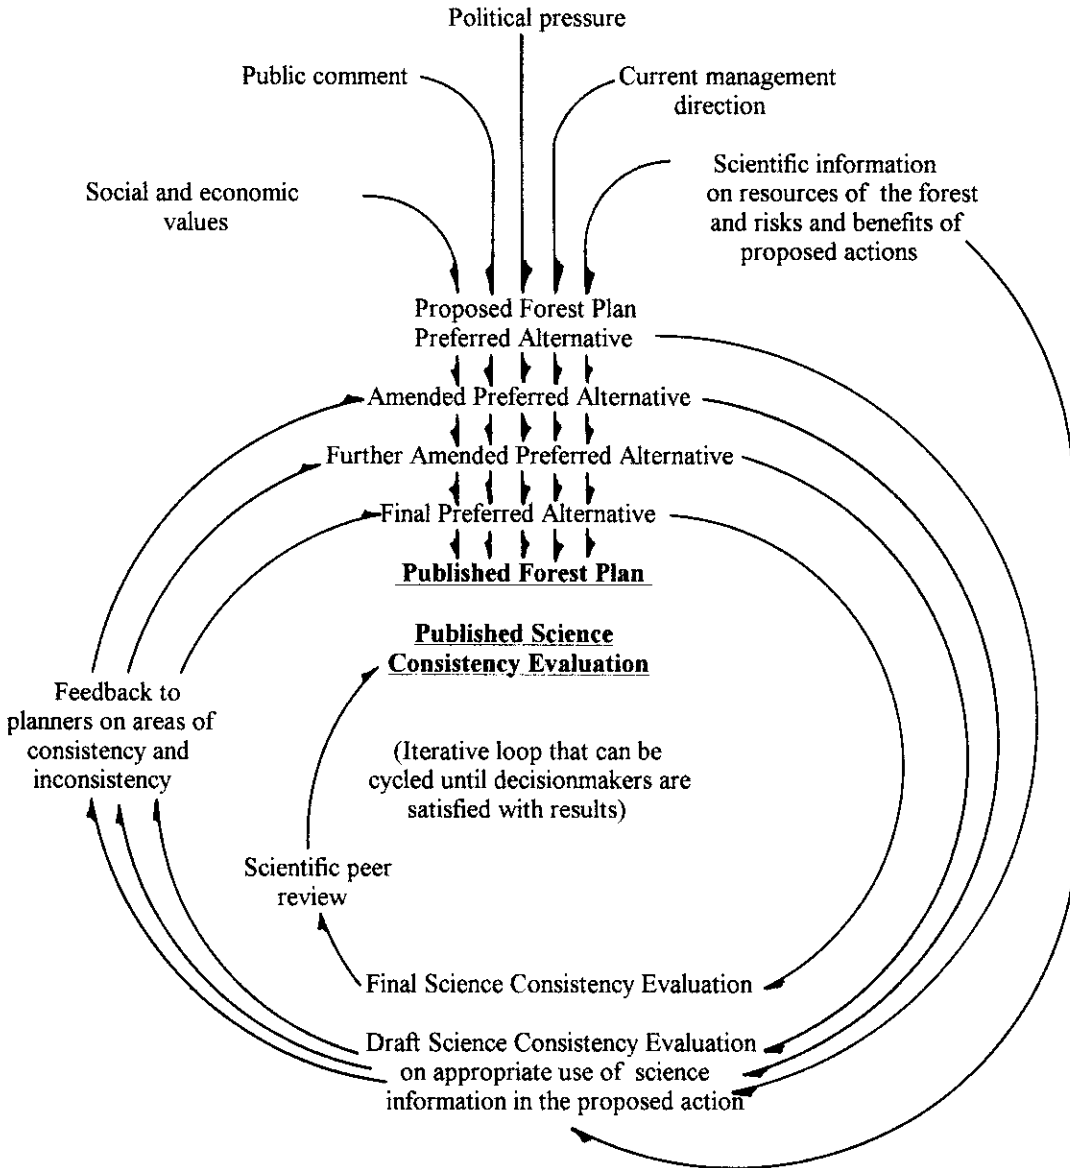 Political pressure
Public comment
Current management
direction
Scientific information
on resources of the forest
and risks and benefits of
proposed actions
Social and economic
values
Proposed Forest Plan
Preferred Alternative
Amended Preferred Alternative
Further Amended Preferred Alternative
Final Preferred Alternative
Published Forest Plan
Published Science
Consistency Evaluation
Feedback to
planners on areas of
consistency and
inconsistency
(Iterative loop that can be
cycled until decisionmakers are
satisfied with results)
Scientific peer
review
Final Science Consistency Evaluation
Draft Science Consistency Evaluation
on appropriate use of science
information in the proposed action